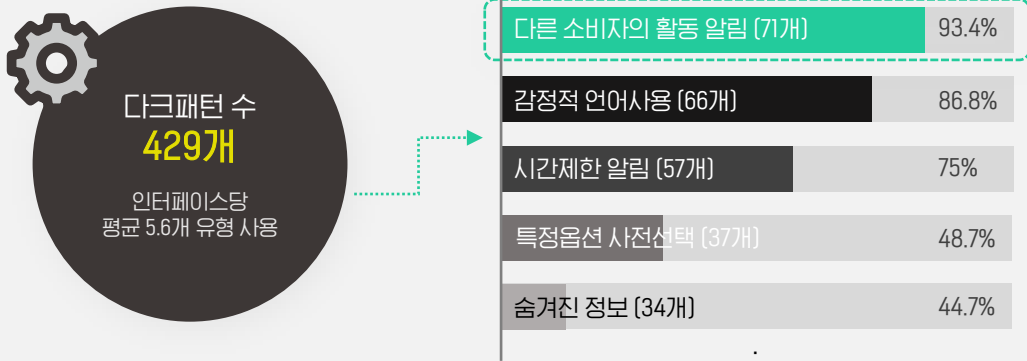 다크패턴 수
429개
인터페이스당
평균 5.6개 유형 사용
다른 소비자의 활동 알림 (71개) 93.4%
감정적 언어사용 (66개) 86.8%
시간제한 알림 (57개) 75%
특정옵션 사전선택 (37개) 48.7%
숨겨진 정보 (34개) 44.7%
.